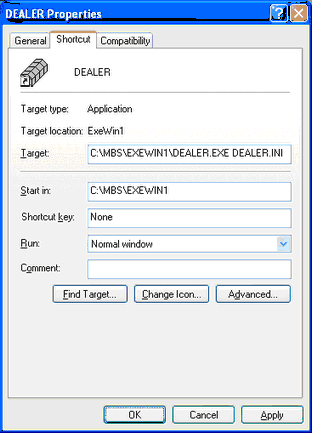 DEALER Properties
General Shortcut Compatibility
DEALER
Target type: Application
Target location: ExeWin1
Target: C:\MBS\EXEWIN1\DEALER.EXE DEALER.INI
Start in: C:\MBS\EXEWIN1
Shortcut key: None
Run: Normal window
Comment:
Find Target... Change Icon... Advanced...
OK Cancel Apply